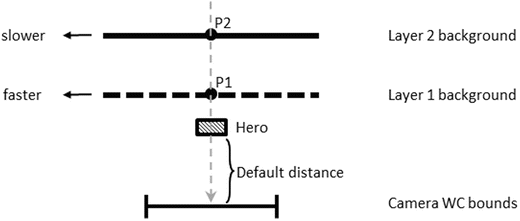 P2
slower
Layer 2 background
P1
faster
Layer 1 background
Hero
Default distance
Camera WC bounds